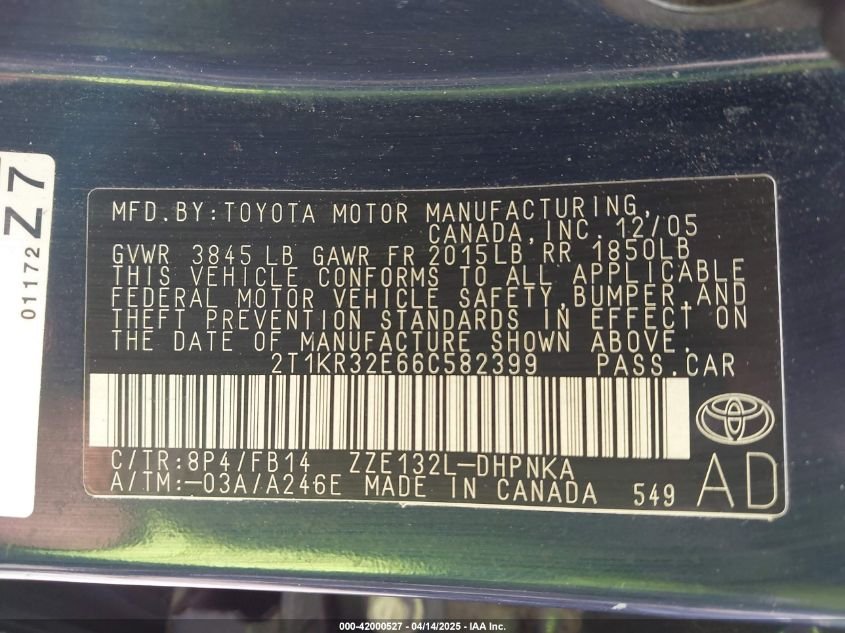 Z7
01172
MFD.BY:TOYOTA MOTOR MANUFACTURING,
CANADA,INC. 12/05
GVWR 3845 LB GAWR FR 2015LB RR 1850LB
THIS VEHICLE CONFORMS TO ALL APPLICABLE
FEDERAL MOTOR VEHICLE SAFETY,BUMPER,AND
THEFT PREVENTION STANDARDS IN EFFECT ON
THE DATE OF MANUFACTURE SHOWN ABOVE.
2T1KR32E66C582399 PASS.CAR
C/TR:8P4/FB14 ZZE132L-DHPNKA
A/TM:-03A/A246E MADE IN CANADA 549 AD
000-42000527 - 04/14/2025 - IAA Inc.